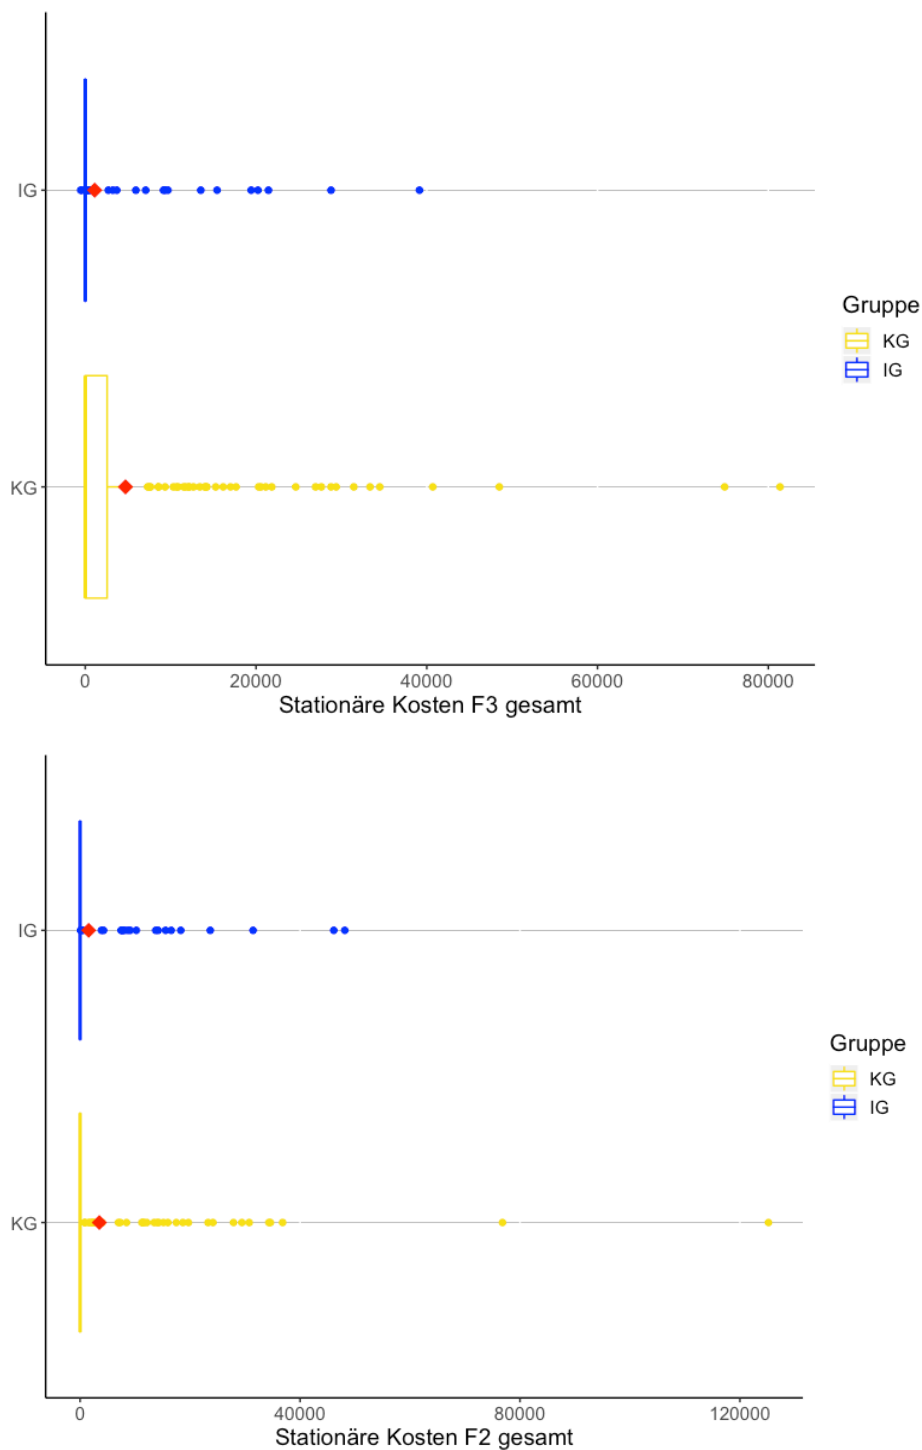 IG
KG
0 20000 40000 60000 80000
Stationäre Kosten F3 gesamt
Gruppe
KG
IG
IG
KG
0 40000 80000 120000
Stationäre Kosten F2 gesamt
Gruppe
KG
IG